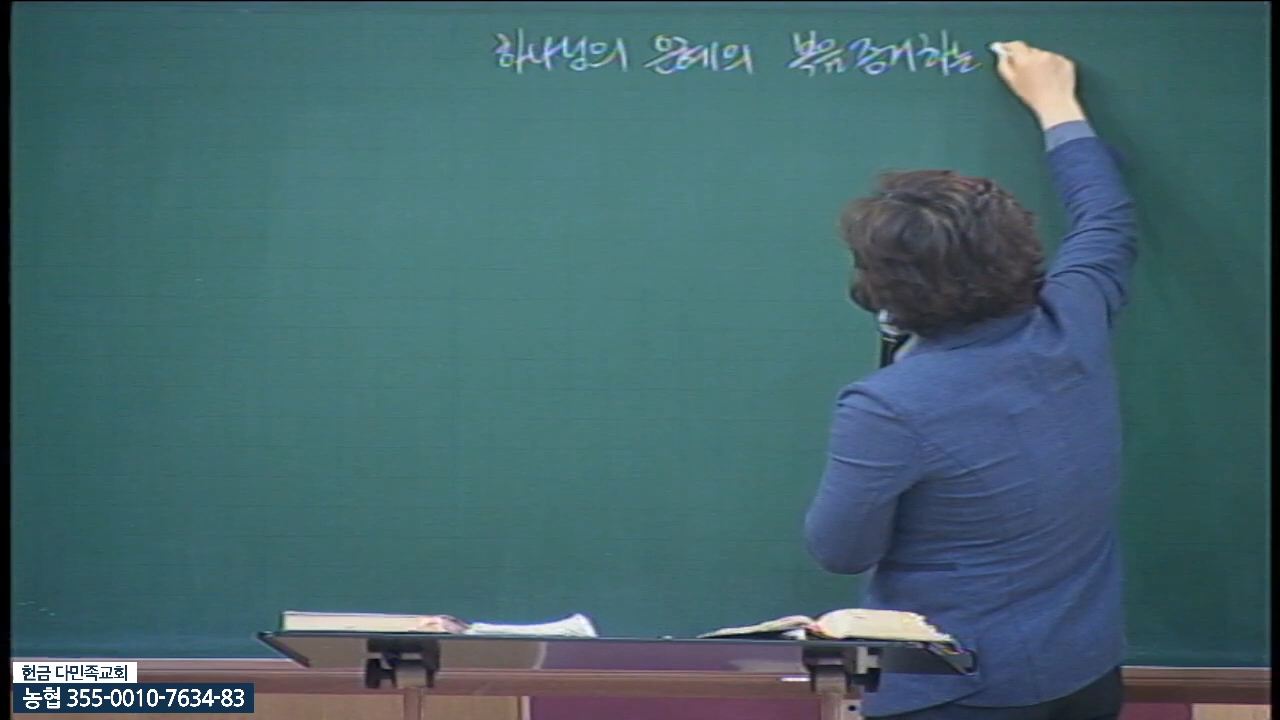 하나님의 은혜의 복음 증거하는
헌금 다민족교회
농협 355-0010-7634-83